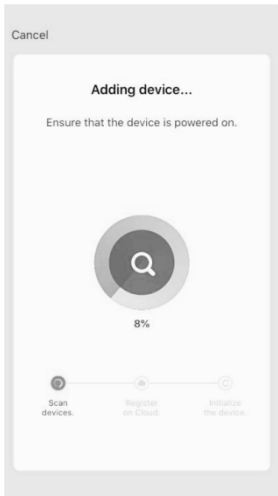 Cancel
Adding device...
Ensure that the device is powered on.
8%
Scan
devices.
Register
on Cloud.
Initialize
the device.